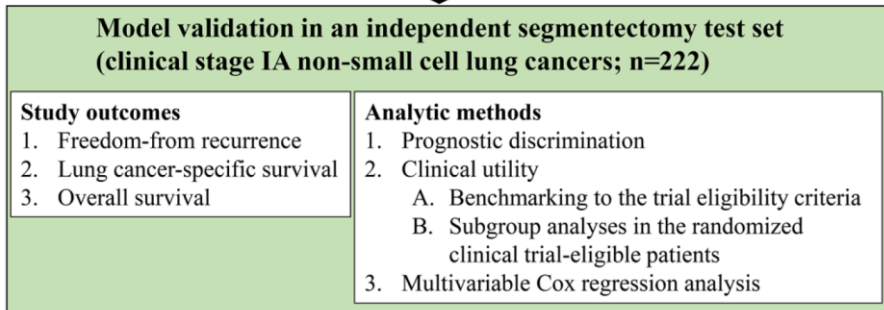 Model validation in an independent segmentectomy test set
(clinical stage IA non-small cell lung cancers; n=222)
Study outcomes
1. Freedom-from recurrence
2. Lung cancer-specific survival
3. Overall survival
Analytic methods
1. Prognostic discrimination
2. Clinical utility
A. Benchmarking to the trial eligibility criteria
B. Subgroup analyses in the randomized
clinical trial-eligible patients
3. Multivariable Cox regression analysis